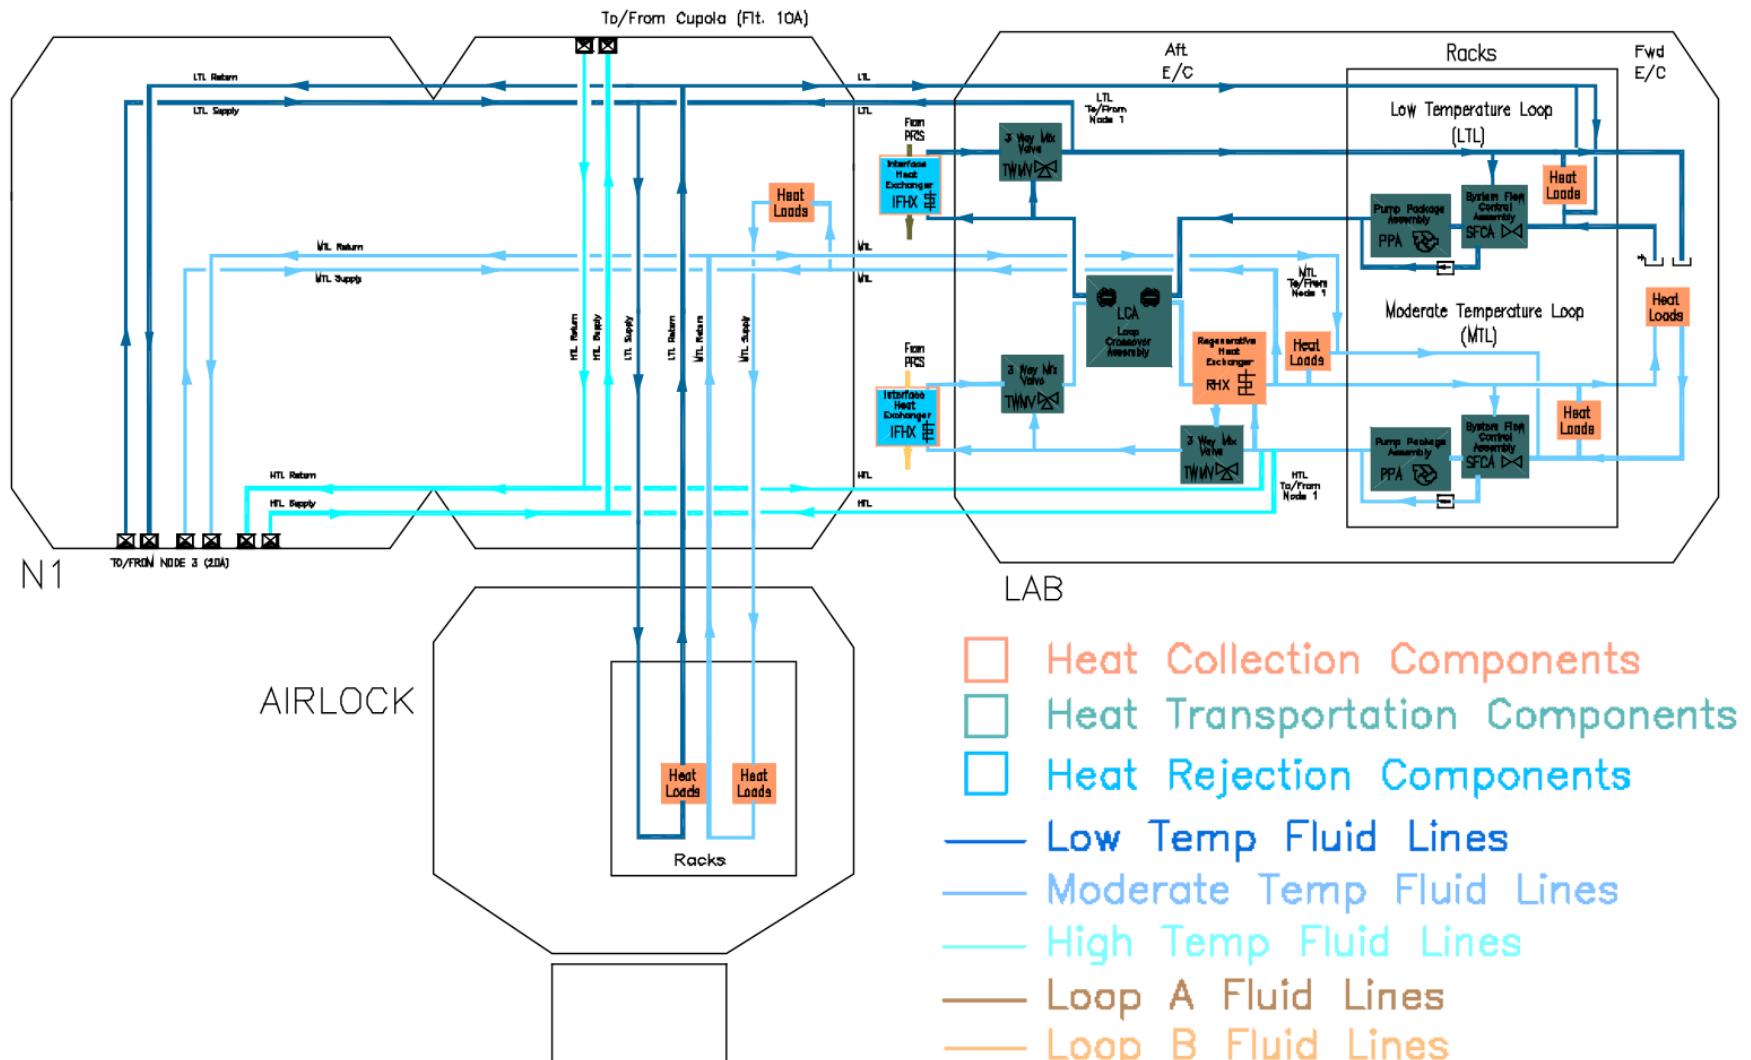 To/From Cupola (Flt. 10A)
LTL Return
LTL Supply
LTL
LTL
MTL Return
MTL Supply
MTL
MTL
HTL Return
HTL Supply
LTL Supply
LTL Return
MTL Return
MTL Supply
Heat
Loads
HTL Return
HTL Supply
HTL
HTL
TO/FROM NODE 3 (20A)
N1
AIRLOCK
Heat
Loads
Heat
Loads
Racks
Aft
E/C
Racks
Fwd
E/C
LTL
To/From
Node 1
Low Temperature Loop
(LTL)
From
PFCS
Interface
Heat
Exchanger
IFHX
3 Way Mix
Valve
TWMV
Heat
Loads
Pump Package
Assembly
PPA
System Flow
Control
Assembly
SFCA
LCA
Loop
Crossover
Assembly
MTL
To/From
Node 1
Moderate Temperature Loop
(MTL)
Heat
Loads
From
PFCS
Interface
Heat
Exchanger
IFHX
3 Way Mix
Valve
TWMV
Regenerative
Heat
Exchanger
RHX
Heat
Loads
Heat
Loads
3 Way Mix
Valve
TWMV
Pump Package
Assembly
PPA
System Flow
Control
Assembly
SFCA
HTL
To/From
Node 1
LAB
Heat Collection Components
Heat Transportation Components
Heat Rejection Components
Low Temp Fluid Lines
Moderate Temp Fluid Lines
High Temp Fluid Lines
Loop A Fluid Lines
Loop B Fluid Lines